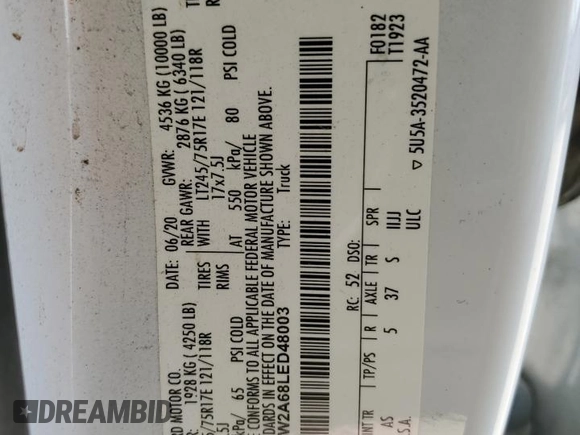 RD MOTOR CO.
DATE: 06/20 GVWR: 4536 KG (10000 LB)
1928 KG ( 4250 LB) REAR GAWR: 2876 KG ( 6340 LB)
/75R17E 121/118R TIRES WITH LT245/75R17E 121/118R
RIMS 17x7.5J
kPa/ 65 PSI COLD AT 550 kPa/ 80 PSI COLD
CONFORMS TO ALL APPLICABLE FEDERAL MOTOR VEHICLE
STANDARDS IN EFFECT ON THE DATE OF MANUFACTURE SHOWN ABOVE.
W2A68LED48003 TYPE: Truck
F0182
T1923
RC: 52 DSO:
INT TR TP/PS R AXLE TR SPR
5 37 S IIJJ
ULC
.S.A. ▽ 5U5A-3520472-AA
DREAMBID